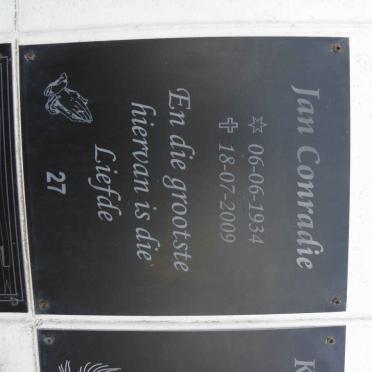 Jan Conradie
☆ 06-06-1934
✝ 18-07-2009
En die grootste
hiervan is die
Liefde
27
K